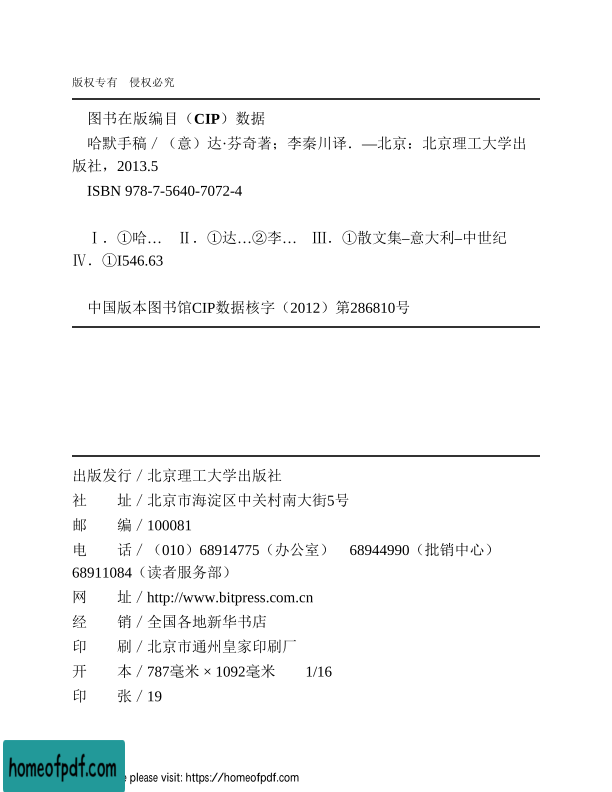 版权专有　侵权必究
图书在版编目（CIP）数据
哈默手稿／（意）达·芬奇著；李秦川译．—北京：北京理工大学出
版社，2013.5
ISBN 978-7-5640-7072-4
Ⅰ．①哈…　Ⅱ．①达…②李…　Ⅲ．①散文集–意大利–中世纪
Ⅳ．①I546.63
中国版本图书馆CIP数据核字（2012）第286810号
出版发行／北京理工大学出版社
社　　址／北京市海淀区中关村南大街5号
邮　　编／100081
电　　话／（010）68914775（办公室）　68944990（批销中心）
68911084（读者服务部）
网　　址／http://www.bitpress.com.cn
经　　销／全国各地新华书店
印　　刷／北京市通州皇家印刷厂
开　　本／787毫米 × 1092毫米　　1/16
印　　张／19
homeofpdf.com
please visit: https://homeofpdf.com